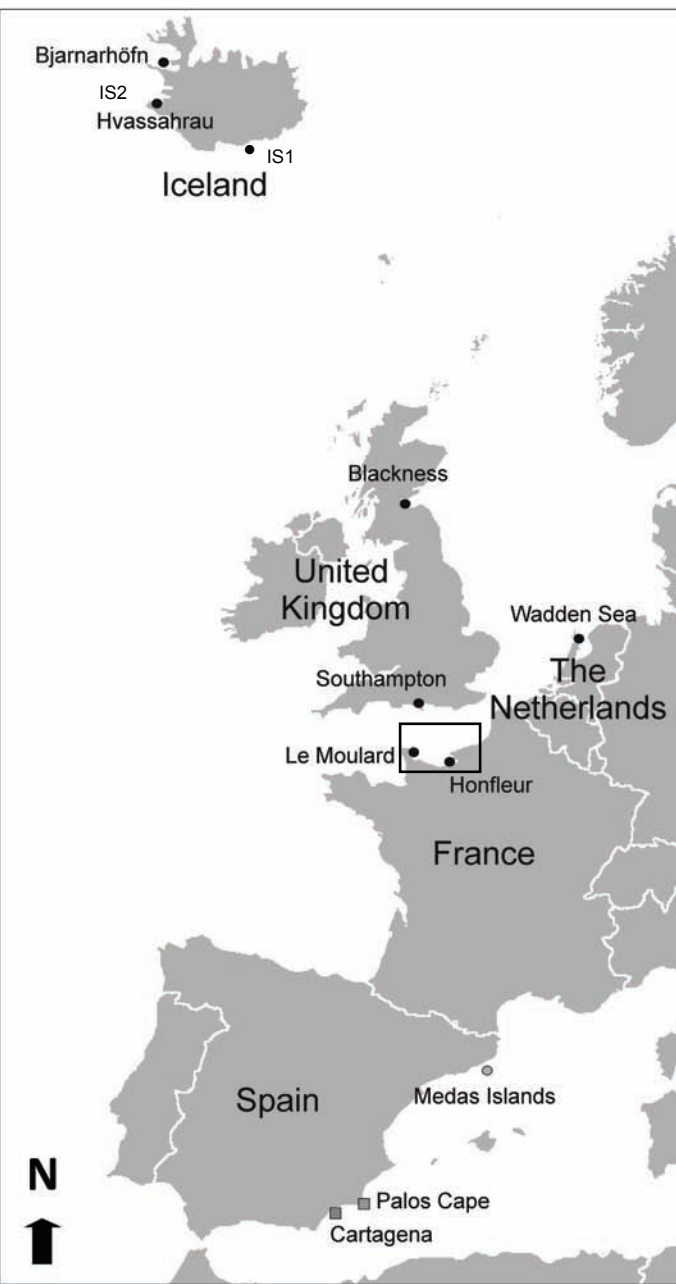 Bjarnarhöfn
IS2
Hvassahrau
IS1
Iceland
Blackness
United
Kingdom
Wadden Sea
The
Netherlands
Southampton
Le Moulard
Honfleur
France
Medas Islands
Spain
N
Palos Cape
Cartagena